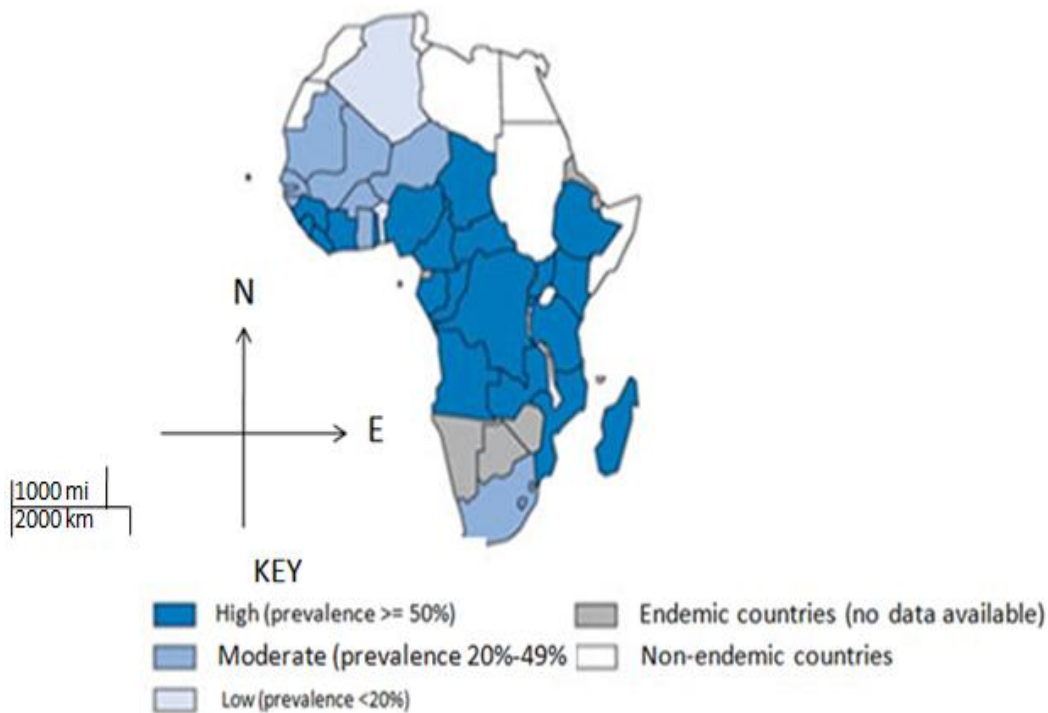 N
E
1000 mi
2000 km
KEY
High (prevalence >= 50%)
Endemic countries (no data available)
Moderate (prevalence 20%-49%
Non-endemic countries
Low (prevalence <20%)